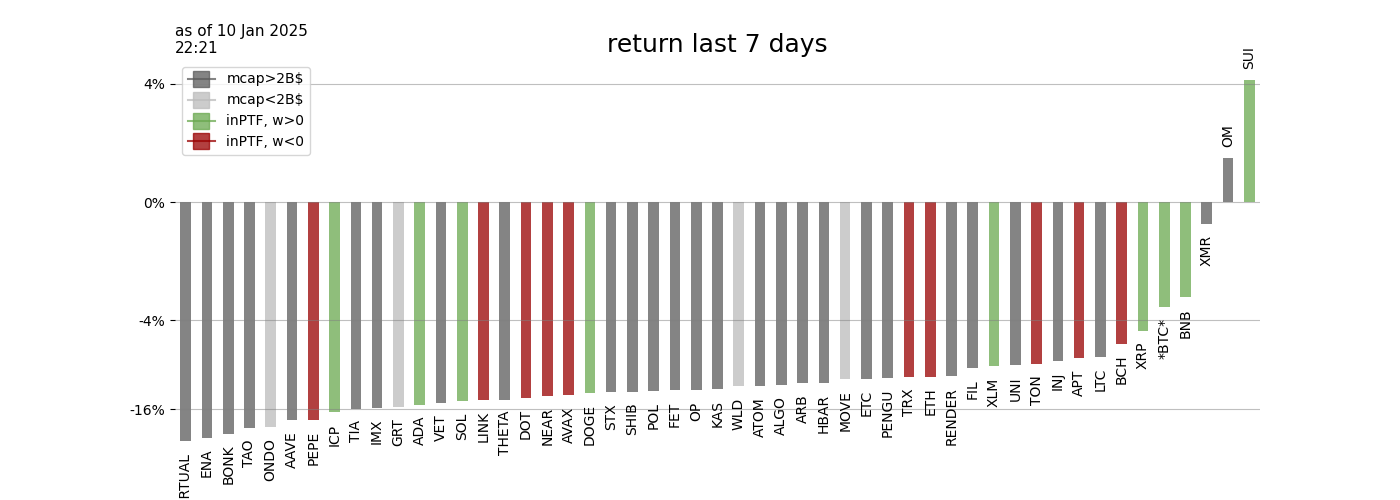 as of 10 Jan 2025
22:21
return last 7 days
mcap>2B$
mcap<2B$
inPTF, w>0
inPTF, w<0
4%
0%
-4%
-16%
RTUAL
ENA
BONK
TAO
ONDO
AAVE
PEPE
ICP
TIA
IMX
GRT
ADA
VET
SOL
LINK
THETA
DOT
NEAR
AVAX
DOGE
STX
SHIB
POL
FET
OP
KAS
WLD
ATOM
ALGO
ARB
HBAR
MOVE
ETC
PENGU
TRX
ETH
RENDER
FIL
XLM
UNI
TON
INJ
APT
LTC
BCH
XRP
*BTC*
BNB
XMR
OM
SUI